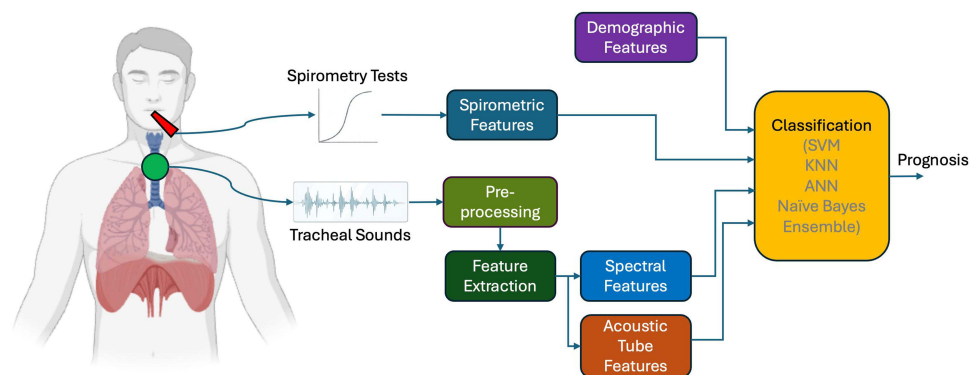 Demographic
Features
Spirometry Tests
Spirometric
Features
Classification
(SVM
KNN
ANN
Naïve Bayes
Ensemble)
Prognosis
Pre-
processing
Tracheal Sounds
Feature
Extraction
Spectral
Features
Acoustic
Tube
Features